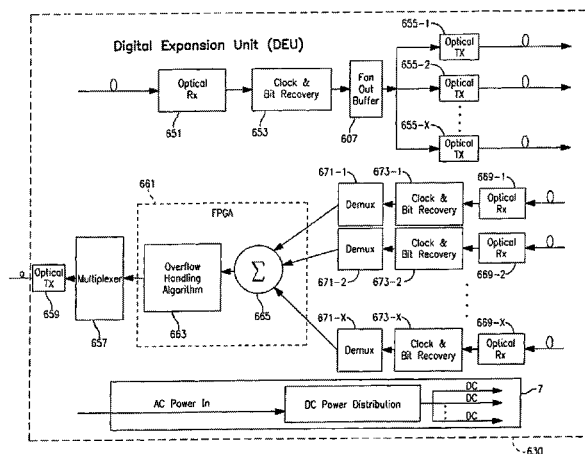 Digital Expansion Unit (DEU)
655-1
Optical
TX
Optical
Rx
651
Clock &
Bit Recovery
653
Fan
Out
Buffer
607
655-2
Optical
TX
655-X
Optical
TX
661
FPGA
671-1
673-1
669-1
Demux
Clock &
Bit Recovery
Optical
Rx
Demux
Clock &
Bit Recovery
Optical
Rx
671-2
673-2
669-2
Optical
TX
659
Multiplexer
657
Overflow
Handling
Algorithm
663
Σ
665
671-X
673-X
669-X
Demux
Clock &
Bit Recovery
Optical
Rx
AC Power In
DC Power Distribution
DC
DC
DC
7
630